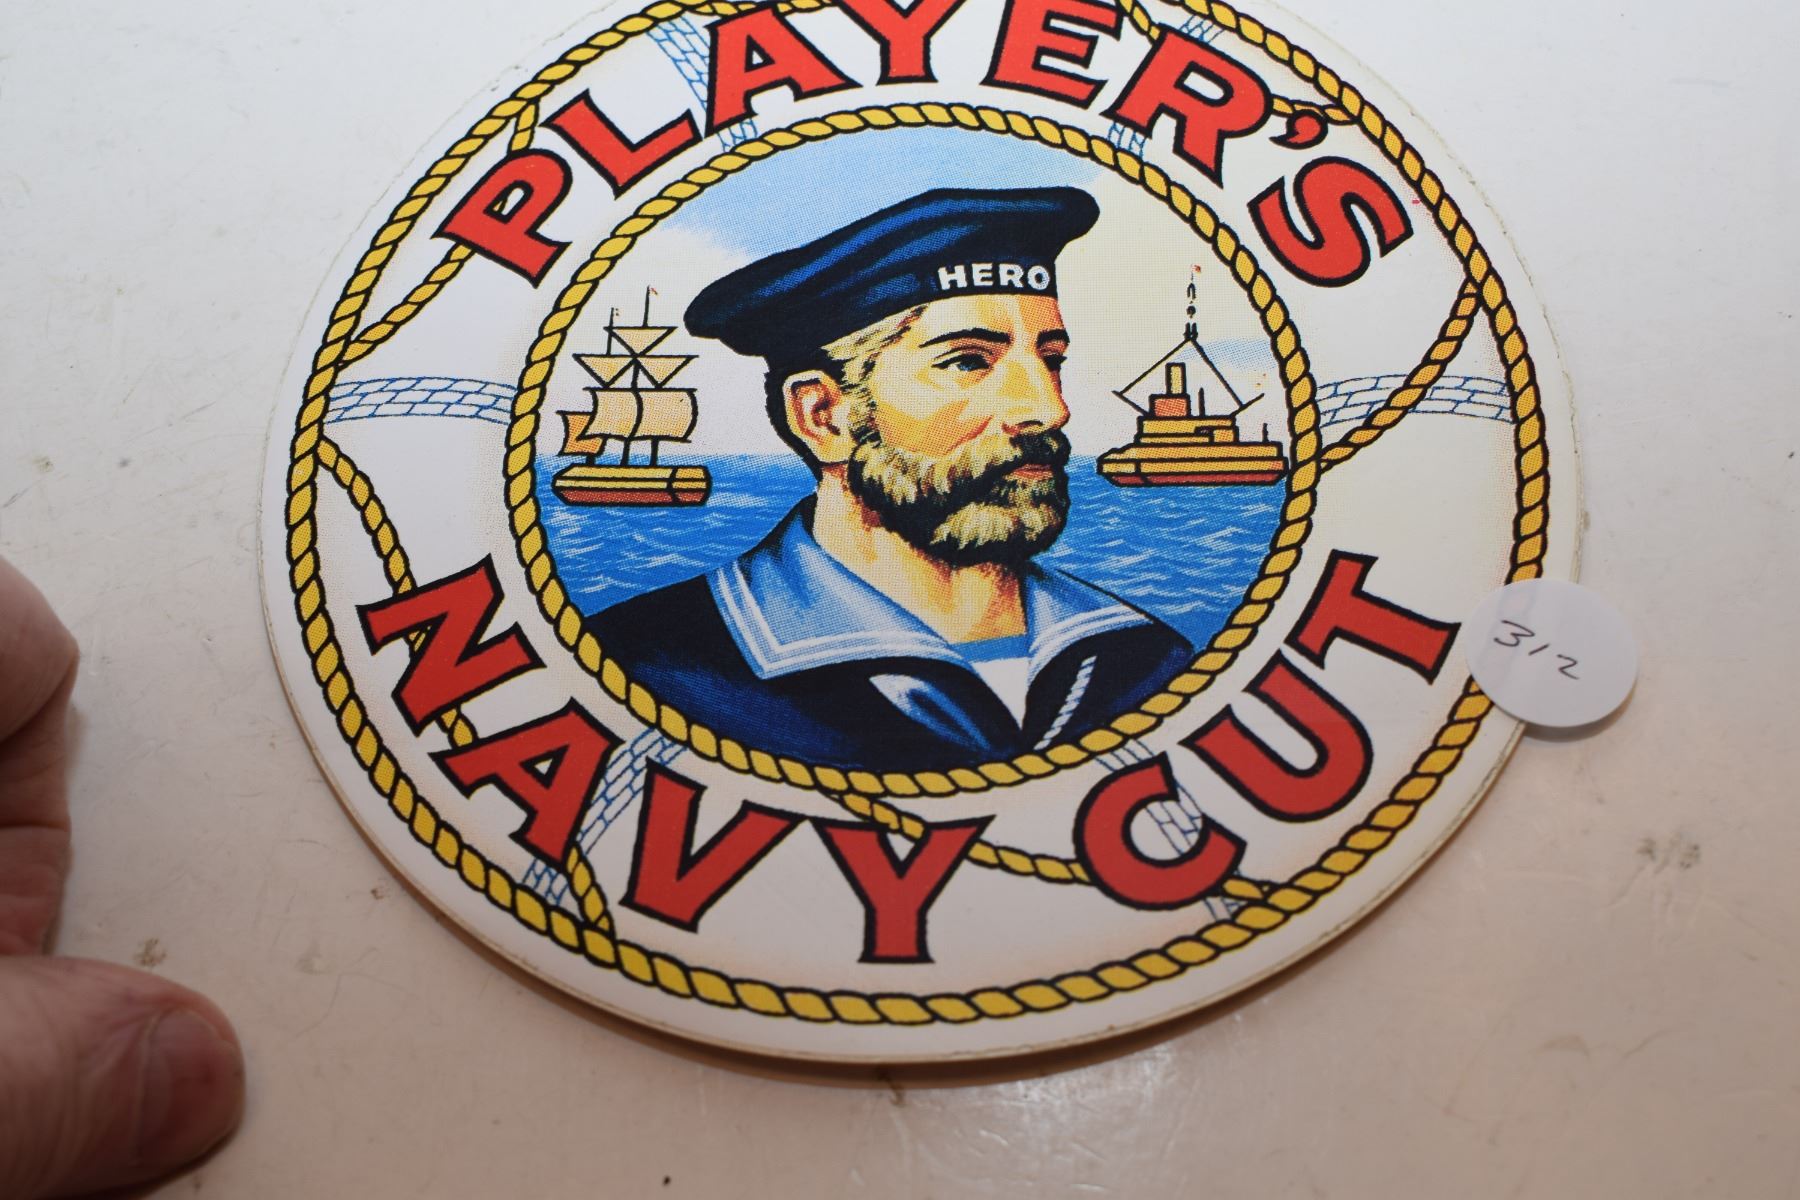 PLAYER'S
HERO
NAVY CUT
312